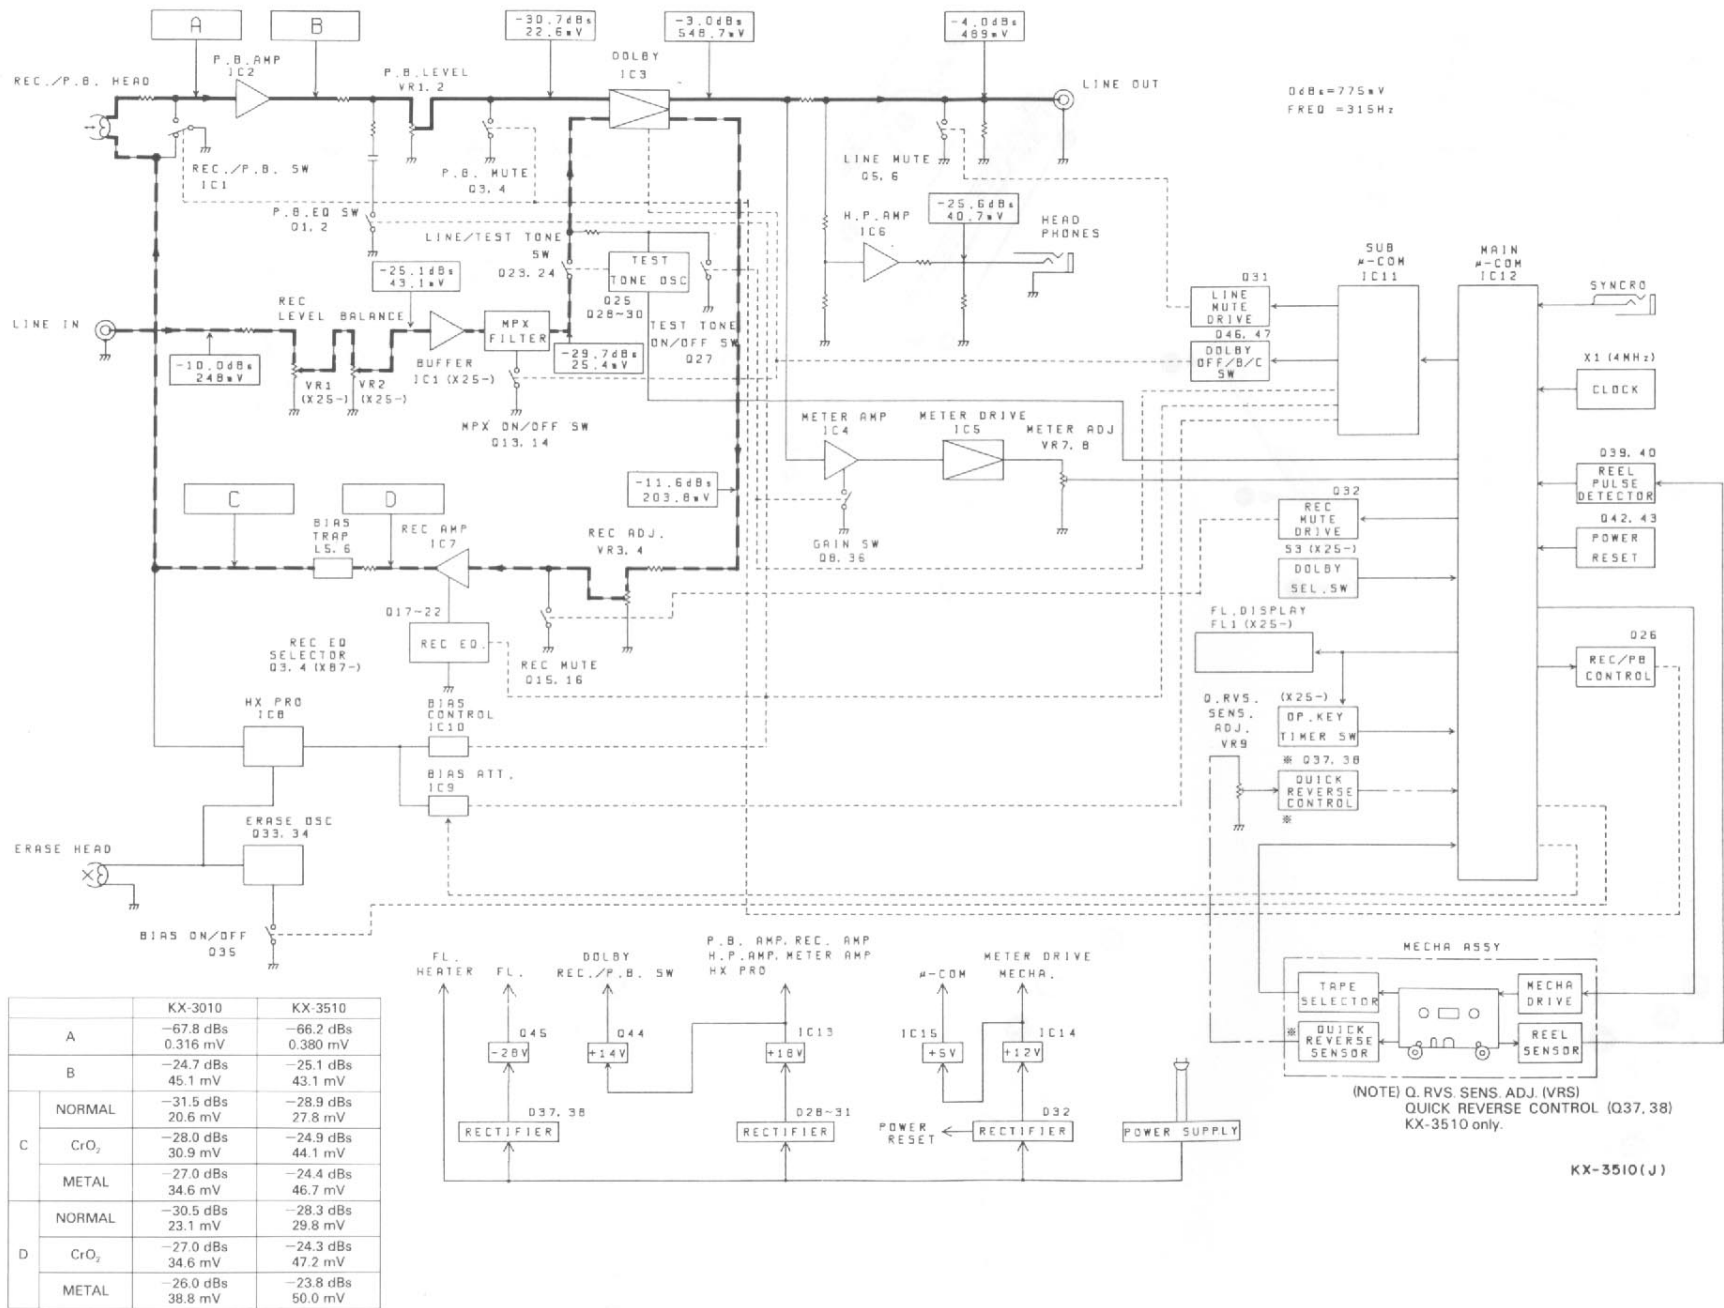 A
B
-30.7dBs
22.6mV
-3.0dBs
548.7mV
-4.0dBs
489mV
P.B.AMP
IC2
REC./P.B. HEAD
P.B.LEVEL
VR1.2
DOLBY
IC3
LINE OUT
0dBs=775mV
FREQ =315Hz
REC./P.B. SW
IC1
P.B. MUTE
Q3.4
LINE MUTE
Q5.6
P.B.EQ SW
Q1.2
-25.6dBs
40.7mV
H.P.AMP
IC6
HEAD
PHONES
LINE/TEST TONE
SW
Q23.24
TEST
TONE OSC
Q25
Q28~30
TEST TONE
ON/OFF SW
Q27
-25.1dBs
43.1mV
REC
LEVEL BALANCE
LINE IN
-10.0dBs
248mV
VR1
(X25-)
VR2
(X25-)
BUFFER
IC1 (X25-)
MPX
FILTER
-29.7dBs
25.4mV
MPX ON/OFF SW
Q13.14
SUB
μ-COM
IC11
MAIN
μ-COM
IC12
Q31
LINE
MUTE
DRIVE
Q46.47
DOLBY
OFF/B/C
SW
SYNCRO
X1(4MHz)
CLOCK
METER AMP
IC4
METER DRIVE
IC5
METER ADJ
VR7.8
GAIN SW
Q8.36
Q39.40
REEL
PULSE
DETECTOR
Q42.43
POWER
RESET
-11.6dBs
203.8mV
C
D
BIAS
TRAP
L5.6
REC AMP
IC7
REC ADJ.
VR3.4
Q32
REC
MUTE
DRIVE
S3(X25-)
DOLBY
SEL.SW
Q17~22
REC EQ.
REC EQ
SELECTOR
Q3.4(XB7-)
REC MUTE
Q15.16
FL.DISPLAY
FL1(X25-)
Q26
REC/PB
CONTROL
HX PRO
IC8
BIAS
CONTROL
IC10
BIAS ATT.
IC9
Q.RVS.
SENS.
ADJ.
VR9
(X25-)
OP.KEY
TIMER SW
※ Q37.38
QUICK
REVERSE
CONTROL
※
ERASE OSC
Q33.34
ERASE HEAD
BIAS ON/OFF
Q35
FL.
HEATER
FL.
DOLBY
REC./P.B. SW
P.B. AMP.REC. AMP
H.P.AMP.METER AMP
HX PRO
μ-COM
METER DRIVE
MECHA.
Q45
-28V
Q44
+14V
IC13
+18V
IC15
+5V
IC14
+12V
D37.38
RECTIFIER
D28~31
RECTIFIER
POWER
RESET
D32
RECTIFIER
POWER SUPPLY
MECHA ASSY
TAPE
SELECTOR
MECHA
DRIVE
※
QUICK
REVERSE
SENSOR
REEL
SENSOR
(NOTE) Q. RVS. SENS. ADJ. (VRS)
QUICK REVERSE CONTROL (Q37, 38)
KX-3510 only.
KX-3510(J)
KX-3010 KX-3510
A −67.8 dBs −66.2 dBs
0.316 mV 0.380 mV
B −24.7 dBs −25.1 dBs
45.1 mV 43.1 mV
C NORMAL −31.5 dBs −28.9 dBs
20.6 mV 27.8 mV
CrO₂ −28.0 dBs −24.9 dBs
30.9 mV 44.1 mV
METAL −27.0 dBs −24.4 dBs
34.6 mV 46.7 mV
D NORMAL −30.5 dBs −28.3 dBs
23.1 mV 29.8 mV
CrO₂ −27.0 dBs −24.3 dBs
34.6 mV 47.2 mV
METAL −26.0 dBs −23.8 dBs
38.8 mV 50.0 mV